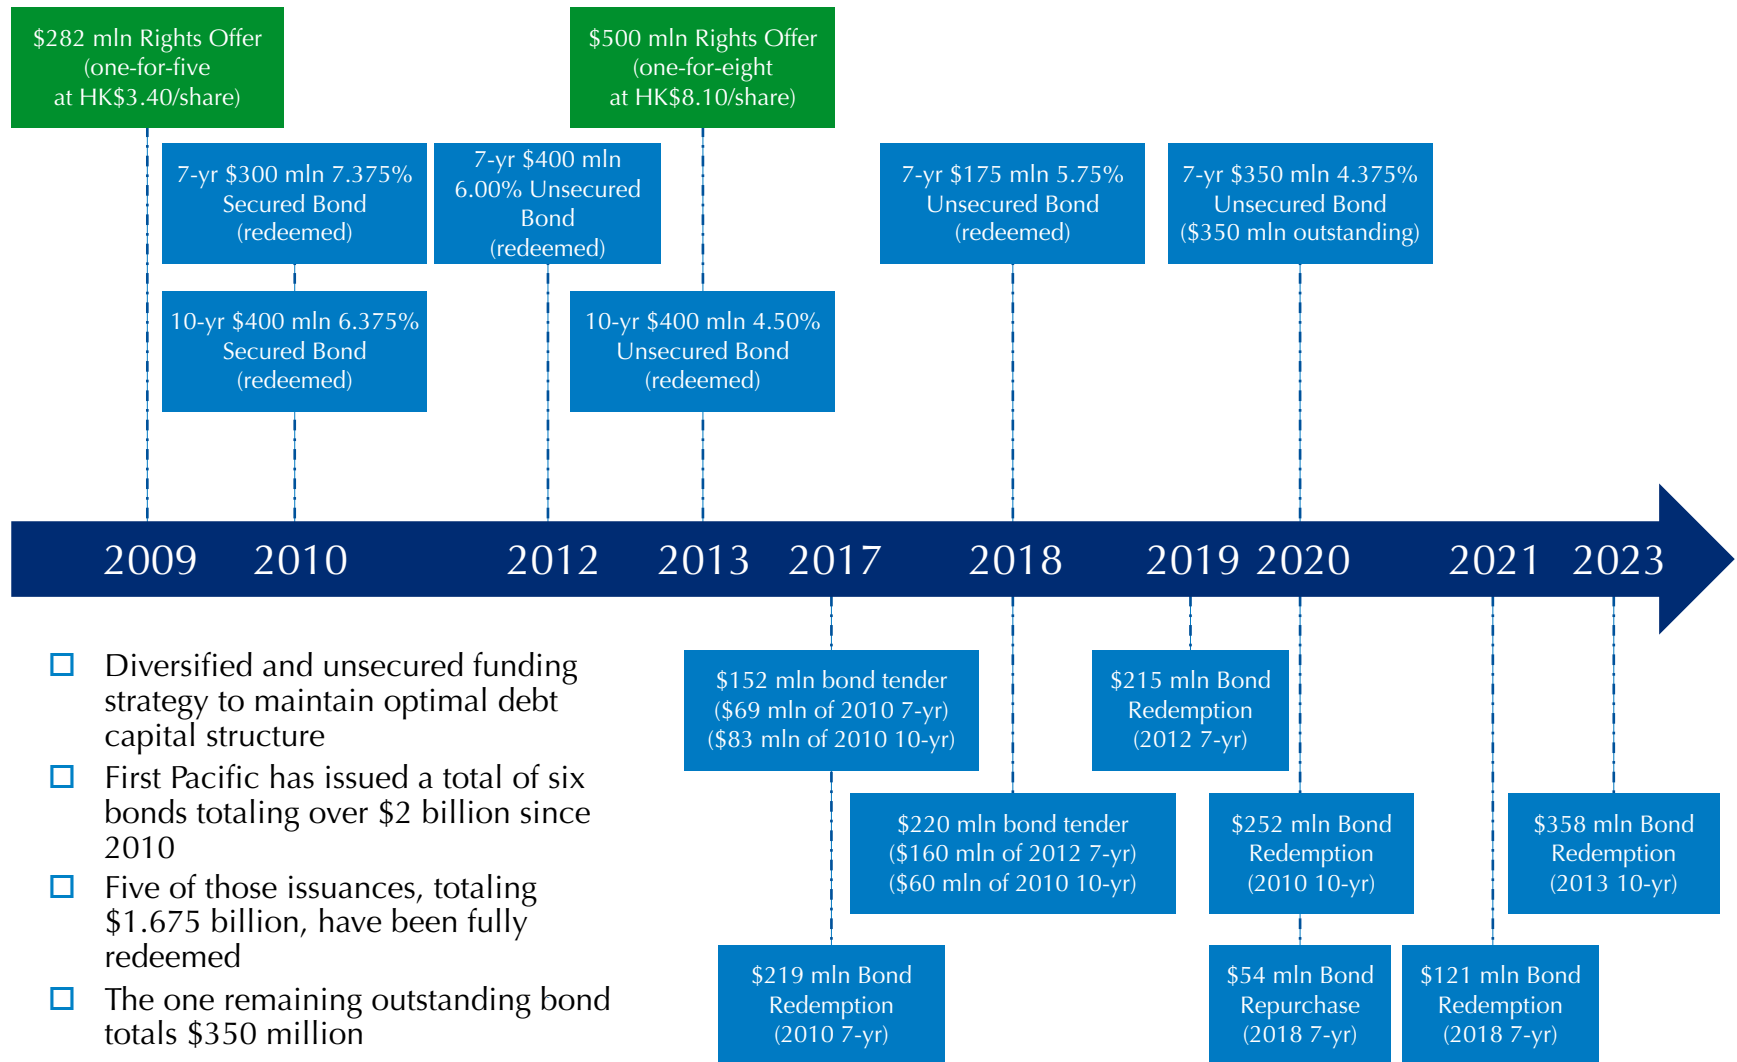 $282 mln Rights Offer
(one-for-five
at HK$3.40/share)
$500 mln Rights Offer
(one-for-eight
at HK$8.10/share)
7-yr $300 mln 7.375%
Secured Bond
(redeemed)
7-yr $400 mln
6.00% Unsecured
Bond
(redeemed)
7-yr $175 mln 5.75%
Unsecured Bond
(redeemed)
7-yr $350 mln 4.375%
Unsecured Bond
($350 mln outstanding)
10-yr $400 mln 6.375%
Secured Bond
(redeemed)
10-yr $400 mln 4.50%
Unsecured Bond
(redeemed)
2009 2010 2012 2013 2017 2018 2019 2020 2021 2023
Diversified and unsecured funding
strategy to maintain optimal debt
capital structure
First Pacific has issued a total of six
bonds totaling over $2 billion since
2010
Five of those issuances, totaling
$1.675 billion, have been fully
redeemed
The one remaining outstanding bond
totals $350 million
$152 mln bond tender
($69 mln of 2010 7-yr)
($83 mln of 2010 10-yr)
$215 mln Bond
Redemption
(2012 7-yr)
$220 mln bond tender
($160 mln of 2012 7-yr)
($60 mln of 2010 10-yr)
$252 mln Bond
Redemption
(2010 10-yr)
$358 mln Bond
Redemption
(2013 10-yr)
$219 mln Bond
Redemption
(2010 7-yr)
$54 mln Bond
Repurchase
(2018 7-yr)
$121 mln Bond
Redemption
(2018 7-yr)